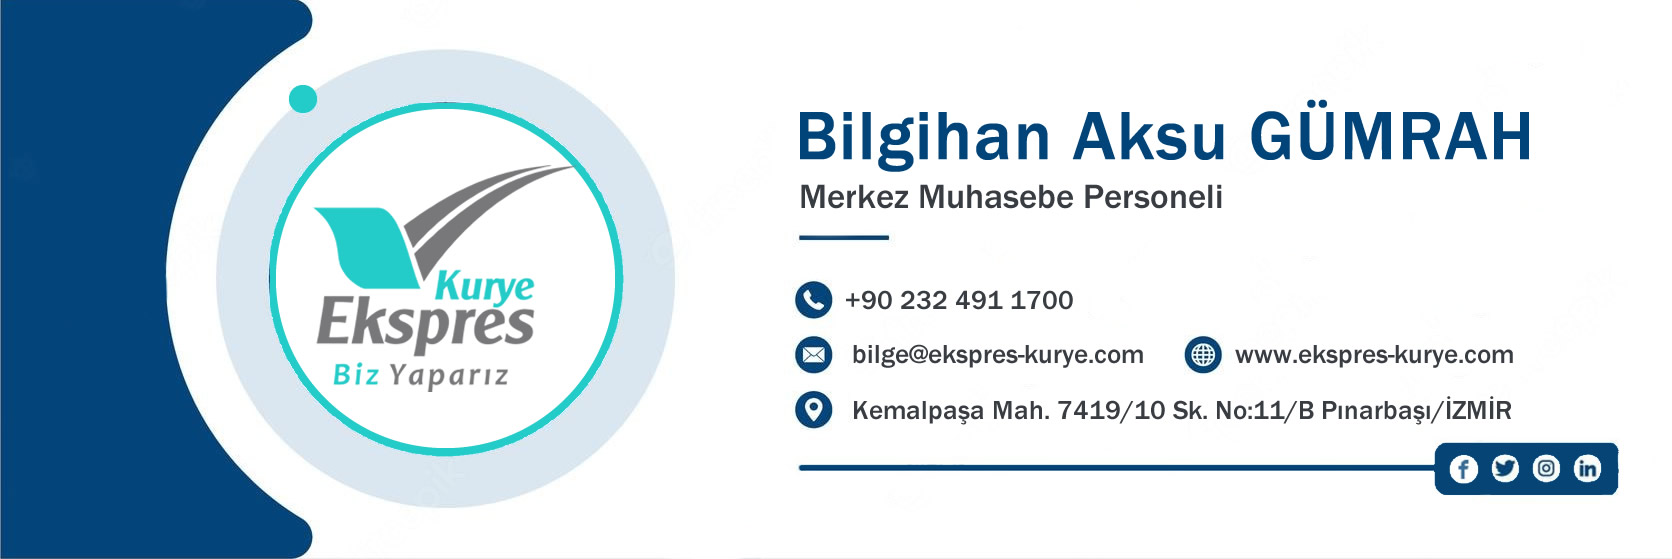 Kurye
Ekspres
Biz Yaparız
Bilgihan Aksu GÜMRAH
Merkez Muhasebe Personeli
+90 232 491 1700
bilge@ekspres-kurye.com
www.ekspres-kurye.com
Kemalpaşa Mah. 7419/10 Sk. No:11/B Pınarbaşı/İZMİR